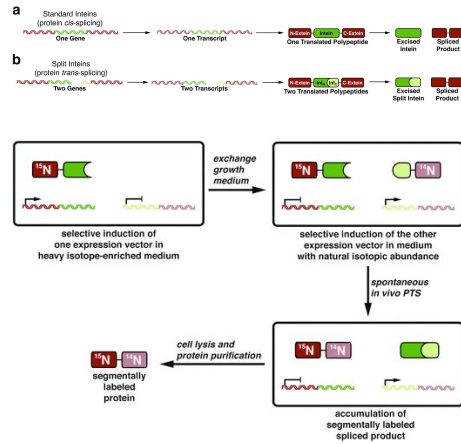 a
Standard Inteins
(protein cis-splicing)
One Gene
One Transcript
N-Extein Intein C-Extein
One Translated Polypeptide
Excised
Intein
Spliced
Product
b
Split Inteins
(protein trans-splicing)
Two Genes
Two Transcripts
N-Extein IntN IntC C-Extein
Two Translated Polypeptides
Excised
Split Intein
Spliced
Product
15N
selective induction of
one expression vector in
heavy isotope-enriched medium
exchange
growth
medium
15N 14N
selective induction of the other
expression vector in medium
with natural isotopic abundance
spontaneous
in vivo PTS
15N 14N
accumulation of
segmentally labeled
spliced product
cell lysis and
protein purification
15N 14N
segmentally
labeled
protein